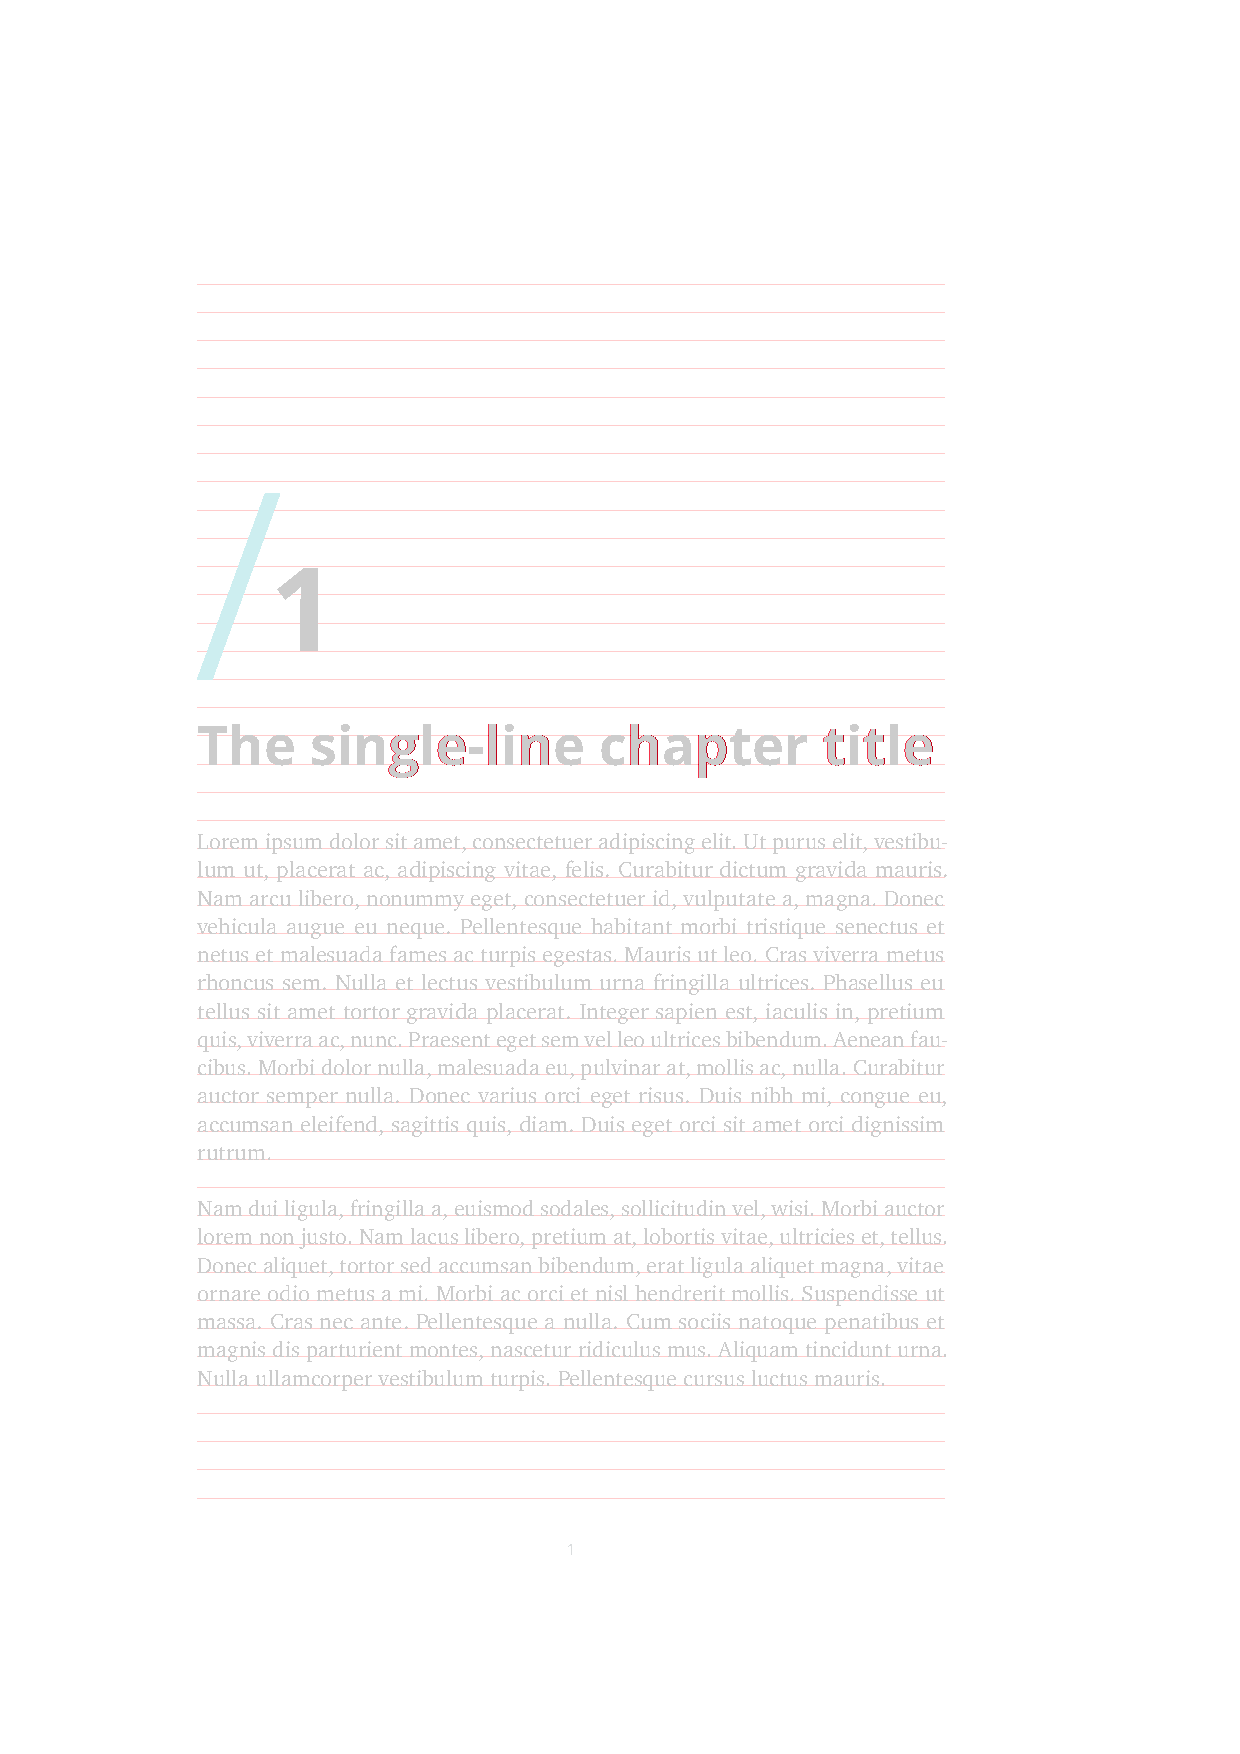 /1
The single-line chapter title
Lorem ipsum dolor sit amet, consectetuer adipiscing elit. Ut purus elit, vestibu-
lum ut, placerat ac, adipiscing vitae, felis. Curabitur dictum gravida mauris.
Nam arcu libero, nonummy eget, consectetuer id, vulputate a, magna. Donec
vehicula augue eu neque. Pellentesque habitant morbi tristique senectus et
netus et malesuada fames ac turpis egestas. Mauris ut leo. Cras viverra metus
rhoncus sem. Nulla et lectus vestibulum urna fringilla ultrices. Phasellus eu
tellus sit amet tortor gravida placerat. Integer sapien est, iaculis in, pretium
quis, viverra ac, nunc. Praesent eget sem vel leo ultrices bibendum. Aenean fau-
cibus. Morbi dolor nulla, malesuada eu, pulvinar at, mollis ac, nulla. Curabitur
auctor semper nulla. Donec varius orci eget risus. Duis nibh mi, congue eu,
accumsan eleifend, sagittis quis, diam. Duis eget orci sit amet orci dignissim
rutrum.
Nam dui ligula, fringilla a, euismod sodales, sollicitudin vel, wisi. Morbi auctor
lorem non justo. Nam lacus libero, pretium at, lobortis vitae, ultricies et, tellus.
Donec aliquet, tortor sed accumsan bibendum, erat ligula aliquet magna, vitae
ornare odio metus a mi. Morbi ac orci et nisl hendrerit mollis. Suspendisse ut
massa. Cras nec ante. Pellentesque a nulla. Cum sociis natoque penatibus et
magnis dis parturient montes, nascetur ridiculus mus. Aliquam tincidunt urna.
Nulla ullamcorper vestibulum turpis. Pellentesque cursus luctus mauris.
1